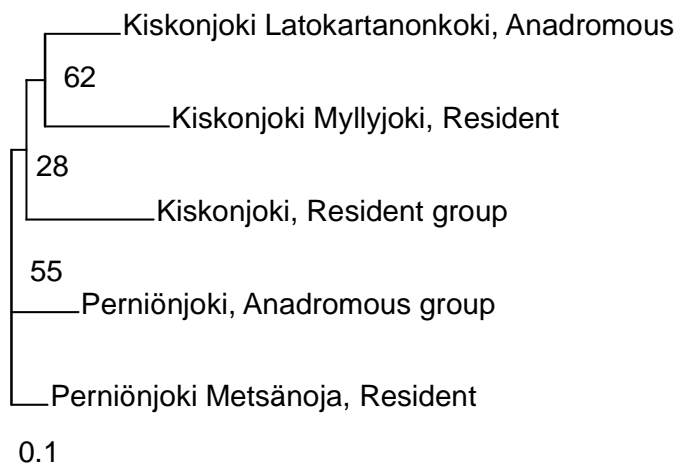 Kiskonjoki Latokartanonkoki, Anadromous
62
Kiskonjoki Myllyjoki, Resident
28
Kiskonjoki, Resident group
55
Perniönjoki, Anadromous group
Perniönjoki Metsänoja, Resident
0.1